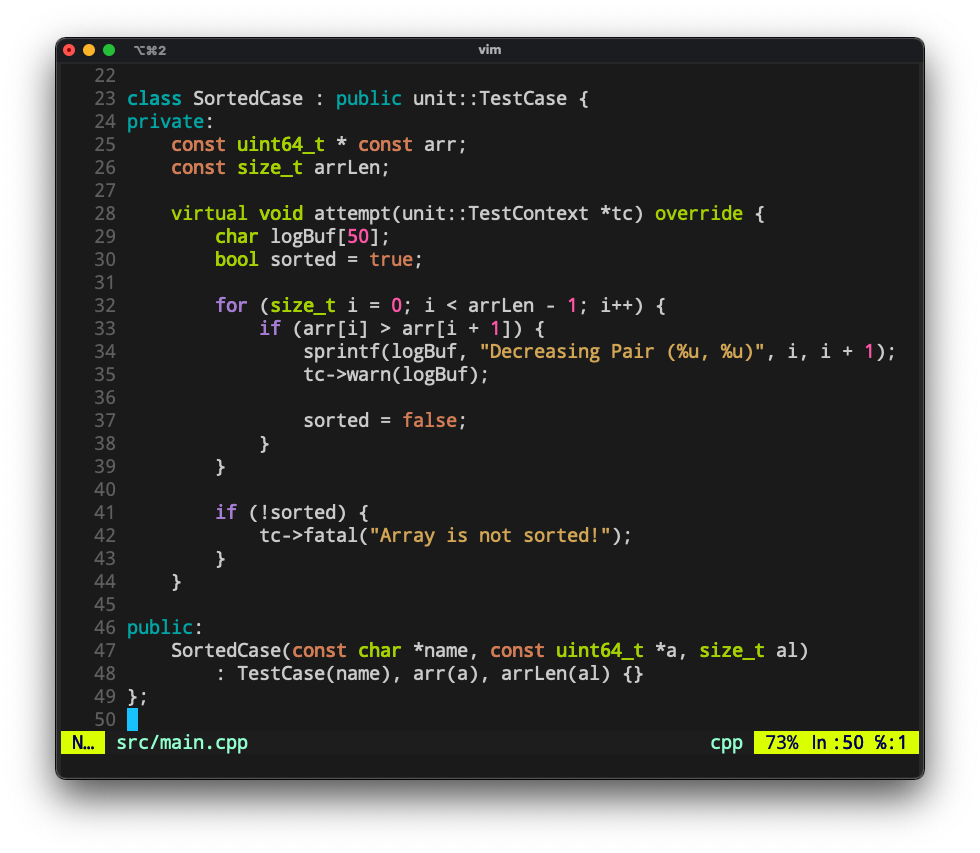 ⌥⌘2 vim
22
23 class SortedCase : public unit::TestCase {
24 private:
25     const uint64_t * const arr;
26     const size_t arrLen;
27
28     virtual void attempt(unit::TestContext *tc) override {
29         char logBuf[50];
30         bool sorted = true;
31
32         for (size_t i = 0; i < arrLen - 1; i++) {
33             if (arr[i] > arr[i + 1]) {
34                 sprintf(logBuf, "Decreasing Pair (%u, %u)", i, i + 1);
35                 tc->warn(logBuf);
36
37                 sorted = false;
38             }
39         }
40
41         if (!sorted) {
42             tc->fatal("Array is not sorted!");
43         }
44     }
45
46 public:
47     SortedCase(const char *name, const uint64_t *a, size_t al)
48         : TestCase(name), arr(a), arrLen(al) {}
49 };
50
N… src/main.cpp cpp 73% ln :50 ℅:1